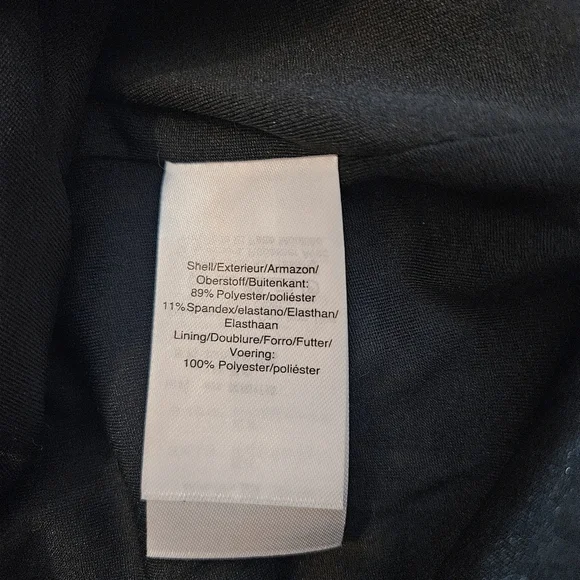 Shell/Exterieur/Armazon/
Oberstoff/Buitenkant:
89% Polyester/poliéster
11%Spandex/elastano/Elasthan/
Elasthaan
Lining/Doublure/Forro/Futter/
Voering:
100% Polyester/poliéster